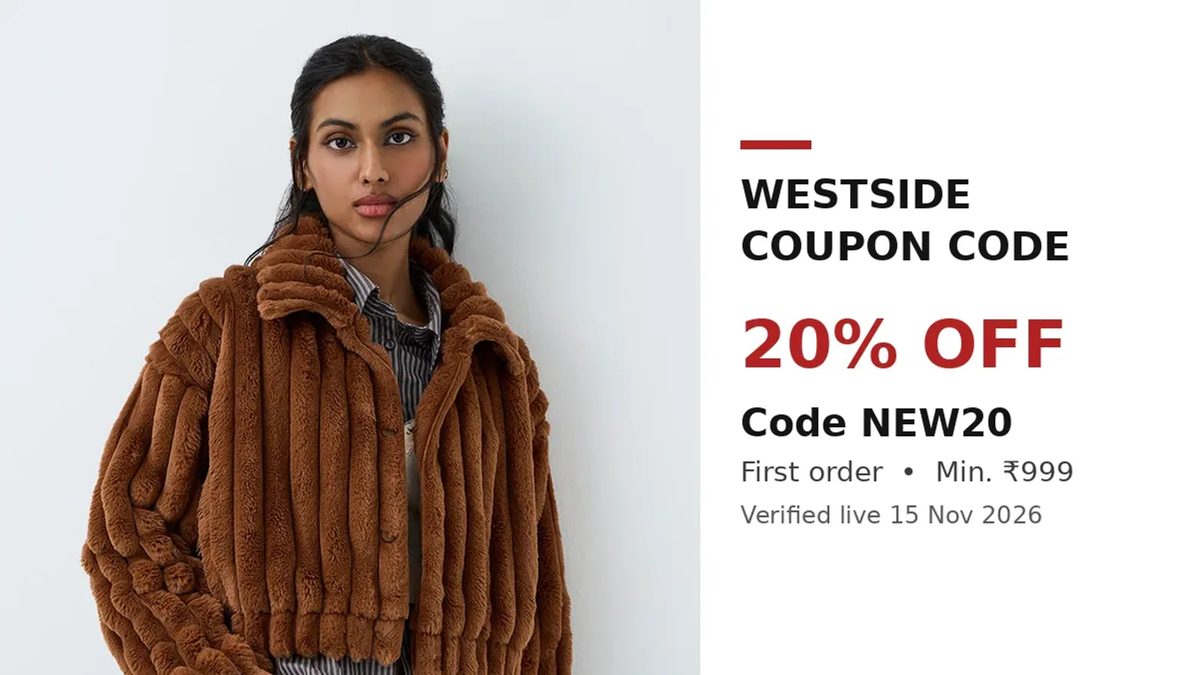 WESTSIDE
COUPON CODE
20% OFF
Code NEW20
First order • Min. ₹999
Verified live 15 Nov 2026